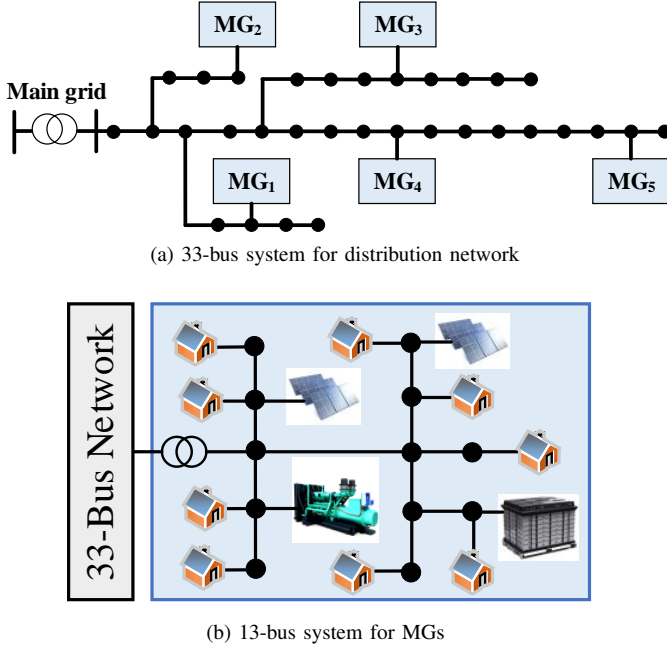 MG2
MG3
Main grid
MG1
MG4
MG5
(a) 33-bus system for distribution network
33-Bus Network
(b) 13-bus system for MGs